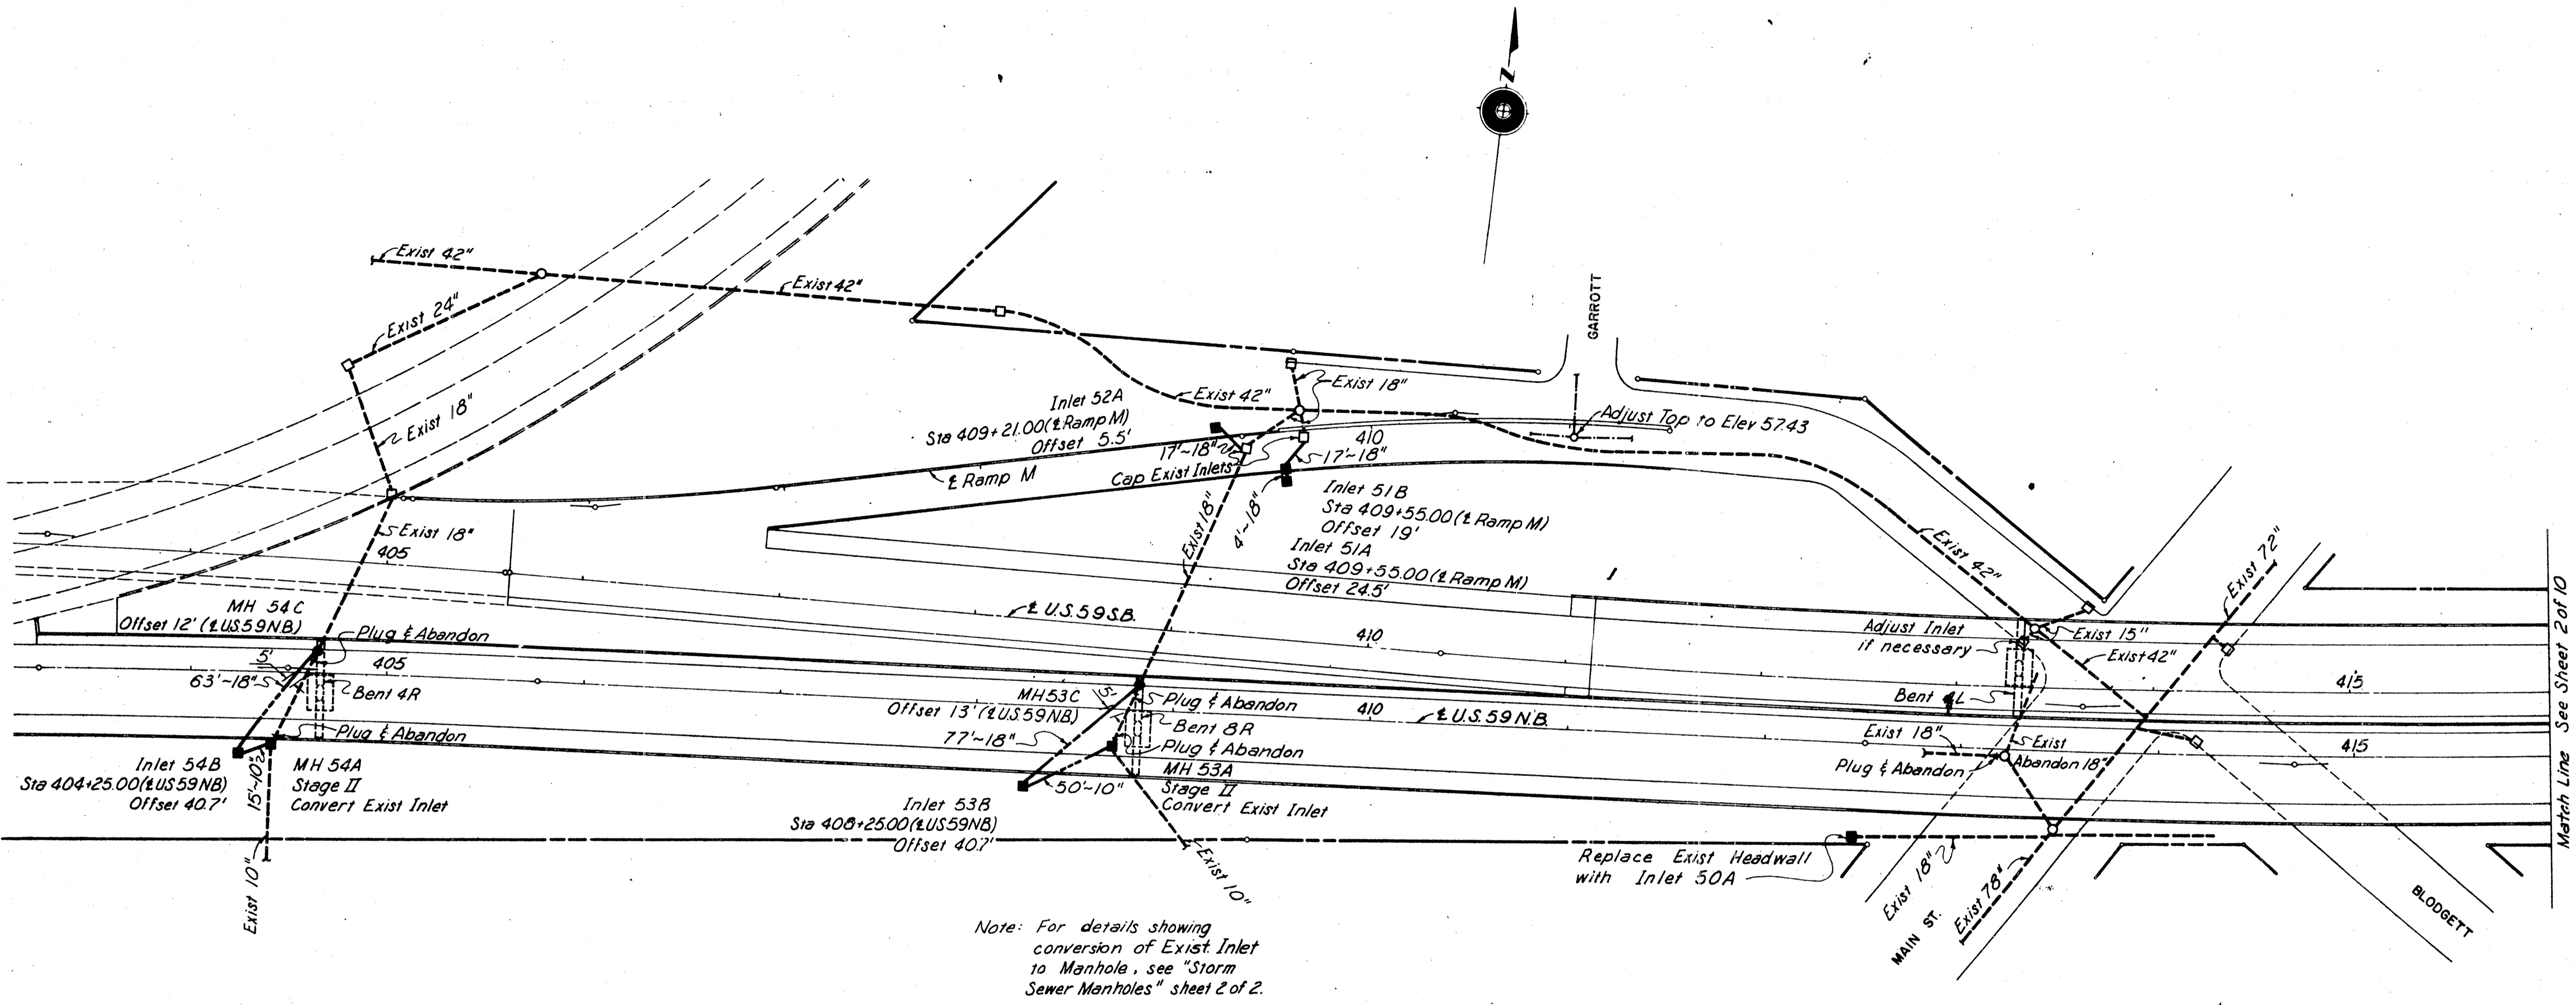 N
Exist 42"
Exist 24"
Exist 42"
GARROTT
Exist 18"
Exist 42"
Exist 18"
Inlet 52A
Sta 409+21.00 (℄ Ramp M)
Offset 5.5'
410
Adjust Top to Elev 57.43
17'~18"
17'~18"
Cap Exist Inlets
℄ Ramp M
Inlet 51B
Sta 409+55.00 (℄ Ramp M)
Offset 19'
Inlet 51A
Sta 409+55.00 (℄ Ramp M)
Offset 24.5'
4'~18"
Exist 18"
Exist 18"
405
Exist 42"
Exist 72"
℄ U.S. 59 S.B.
410
MH 54C
Offset 12' (℄ U.S. 59 N.B.)
Plug & Abandon
5'
405
63'~18"
Bent 4R
Plug & Abandon
Adjust Inlet
if necessary
Exist 15"
Exist 42"
Bent 4L
415
MH 53C
Offset 13' (℄ U.S. 59 N.B.)
5'
Plug & Abandon
410
℄ U.S. 59 N.B.
Bent 8R
77'~18"
Plug & Abandon
Exist 18"
Exist
Abandon 18"
Plug & Abandon
415
Inlet 54B
Sta 404+25.00 (℄ US 59 NB)
Offset 40.7'
15'~10"
MH 54A
Stage II
Convert Exist Inlet
MH 53A
Stage II
Convert Exist Inlet
50'~10"
Inlet 53B
Sta 408+25.00 (℄ US 59 NB)
Offset 40.7'
Exist 10"
Exist 10"
Replace Exist Headwall
with Inlet 50A
Exist 18"
Exist 78"
MAIN ST.
BLODGETT
Match Line See Sheet 2 of 10
Note: For details showing
conversion of Exist. Inlet
to Manhole, see "Storm
Sewer Manholes" sheet 2 of 2.